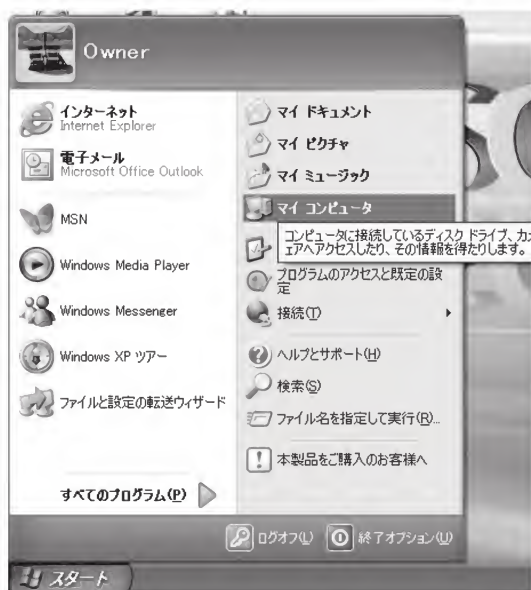 Owner
インターネット
Internet Explorer
電子メール
Microsoft Office Outlook
MSN
Windows Media Player
Windows Messenger
Windows XP ツアー
ファイルと設定の転送ウィザード
すべてのプログラム(P)
マイ ドキュメント
マイ ピクチャ
マイ ミュージック
マイ コンピュータ
コンピュータに接続しているディスク ドライブ、カ
ェアへアクセスしたり、その情報を得たりします。
プログラムのアクセスと既定の設
定
接続(T)
ヘルプとサポート(H)
検索(S)
ファイル名を指定して実行(R)...
本製品をご購入のお客様へ
ログオフ(L)
終了オプション(U)
スタート